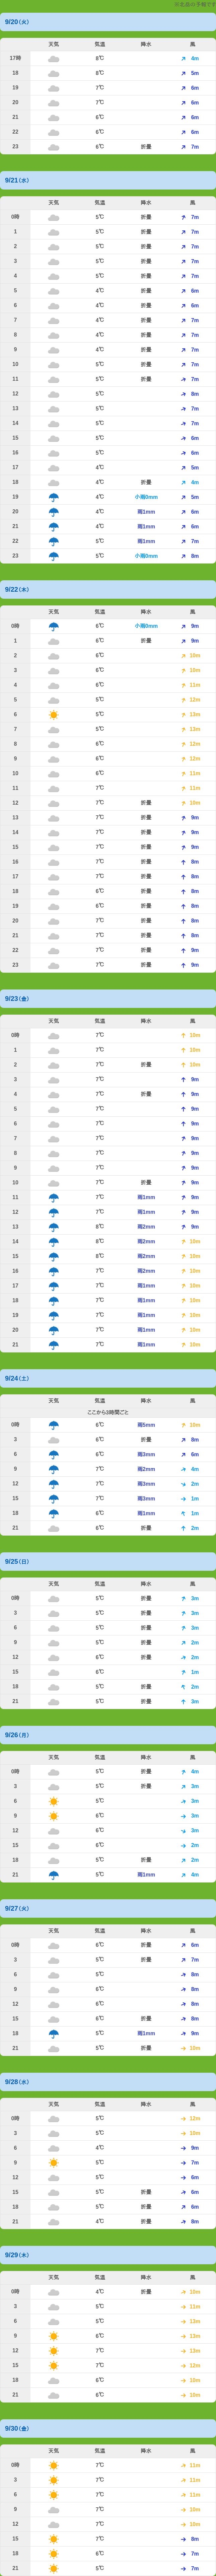 ※北岳の予報です
9/20(火)
天気 気温 降水 風
17時 8℃ 4m
18 8℃ 5m
19 7℃ 6m
20 7℃ 6m
21 6℃ 6m
22 6℃ 6m
23 6℃ 折畳 7m
9/21(水)
天気 気温 降水 風
0時 5℃ 折畳 7m
1 5℃ 折畳 7m
2 5℃ 折畳 7m
3 5℃ 折畳 7m
4 5℃ 折畳 7m
5 4℃ 折畳 6m
6 4℃ 折畳 6m
7 4℃ 折畳 7m
8 4℃ 折畳 7m
9 4℃ 折畳 7m
10 5℃ 折畳 7m
11 5℃ 折畳 7m
12 5℃ 8m
13 5℃ 7m
14 5℃ 7m
15 5℃ 6m
16 5℃ 5m
17 4℃ 5m
18 4℃ 折畳 4m
19 4℃ 小雨0mm 5m
20 4℃ 雨1mm 6m
21 4℃ 雨1mm 6m
22 5℃ 雨1mm 7m
23 5℃ 小雨0mm 8m
9/22(木)
天気 気温 降水 風
0時 6℃ 小雨0mm 9m
1 6℃ 折畳 9m
2 6℃ 10m
3 6℃ 10m
4 6℃ 11m
5 6℃ 12m
6 5℃ 13m
7 5℃ 13m
8 6℃ 12m
9 6℃ 12m
10 6℃ 11m
11 7℃ 11m
12 7℃ 折畳 10m
13 7℃ 折畳 9m
14 7℃ 折畳 9m
15 7℃ 折畳 9m
16 7℃ 折畳 8m
17 7℃ 折畳 8m
18 6℃ 折畳 8m
19 6℃ 折畳 8m
20 7℃ 折畳 8m
21 7℃ 折畳 8m
22 7℃ 折畳 9m
23 7℃ 折畳 9m
9/23(金)
天気 気温 降水 風
0時 7℃ 10m
1 7℃ 10m
2 7℃ 折畳 10m
3 7℃ 9m
4 7℃ 折畳 9m
5 7℃ 9m
6 7℃ 9m
7 7℃ 9m
8 7℃ 9m
9 7℃ 9m
10 7℃ 折畳 9m
11 7℃ 雨1mm 9m
12 7℃ 雨1mm 9m
13 8℃ 雨2mm 9m
14 8℃ 雨2mm 10m
15 8℃ 雨2mm 10m
16 7℃ 雨2mm 10m
17 7℃ 雨1mm 10m
18 7℃ 雨1mm 10m
19 7℃ 雨1mm 10m
20 7℃ 雨1mm 10m
21 7℃ 雨1mm 10m
9/24(土)
天気 気温 降水 風
ここから3時間ごと
0時 6℃ 雨5mm 10m
3 6℃ 折畳 8m
6 6℃ 雨3mm 6m
9 7℃ 雨2mm 4m
12 7℃ 雨3mm 2m
15 7℃ 雨3mm 1m
18 6℃ 雨1mm 1m
21 6℃ 折畳 2m
9/25(日)
天気 気温 降水 風
0時 5℃ 折畳 3m
3 5℃ 折畳 3m
6 5℃ 折畳 3m
9 5℃ 折畳 2m
12 6℃ 折畳 2m
15 6℃ 1m
18 5℃ 折畳 2m
21 5℃ 折畳 3m
9/26(月)
天気 気温 降水 風
0時 5℃ 折畳 4m
3 5℃ 折畳 3m
6 5℃ 3m
9 6℃ 3m
12 6℃ 3m
15 6℃ 2m
18 5℃ 折畳 2m
21 5℃ 雨1mm 4m
9/27(火)
天気 気温 降水 風
0時 6℃ 折畳 6m
3 5℃ 折畳 7m
6 5℃ 8m
9 6℃ 8m
12 6℃ 8m
15 6℃ 折畳 8m
18 5℃ 雨1mm 9m
21 5℃ 折畳 10m
9/28(水)
天気 気温 降水 風
0時 5℃ 12m
3 5℃ 10m
6 4℃ 9m
9 5℃ 7m
12 5℃ 6m
15 5℃ 折畳 6m
18 5℃ 折畳 6m
21 4℃ 折畳 8m
9/29(木)
天気 気温 降水 風
0時 4℃ 折畳 10m
3 5℃ 11m
6 5℃ 13m
9 6℃ 13m
12 7℃ 13m
15 7℃ 12m
18 6℃ 10m
21 6℃ 10m
9/30(金)
天気 気温 降水 風
0時 7℃ 11m
3 7℃ 11m
6 7℃ 11m
9 7℃ 10m
12 7℃ 10m
15 7℃ 8m
18 6℃ 7m
21 5℃ 7m